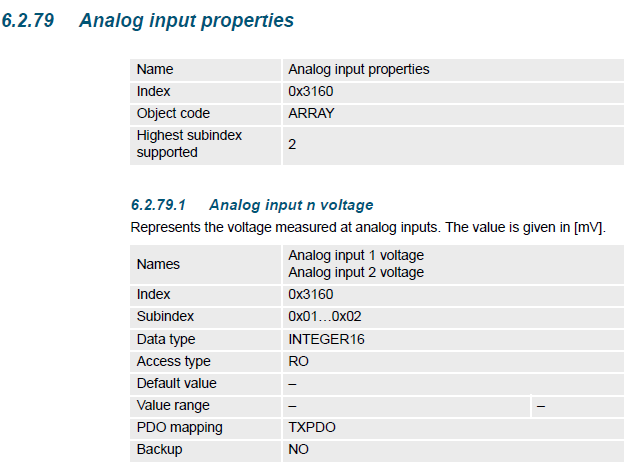 6.2.79 Analog input properties
Name Analog input properties
Index 0x3160
Object code ARRAY
Highest subindex
supported 2
6.2.79.1 Analog input n voltage
Represents the voltage measured at analog inputs. The value is given in [mV].
Names Analog input 1 voltage
Analog input 2 voltage
Index 0x3160
Subindex 0x01…0x02
Data type INTEGER16
Access type RO
Default value –
Value range – –
PDO mapping TXPDO
Backup NO